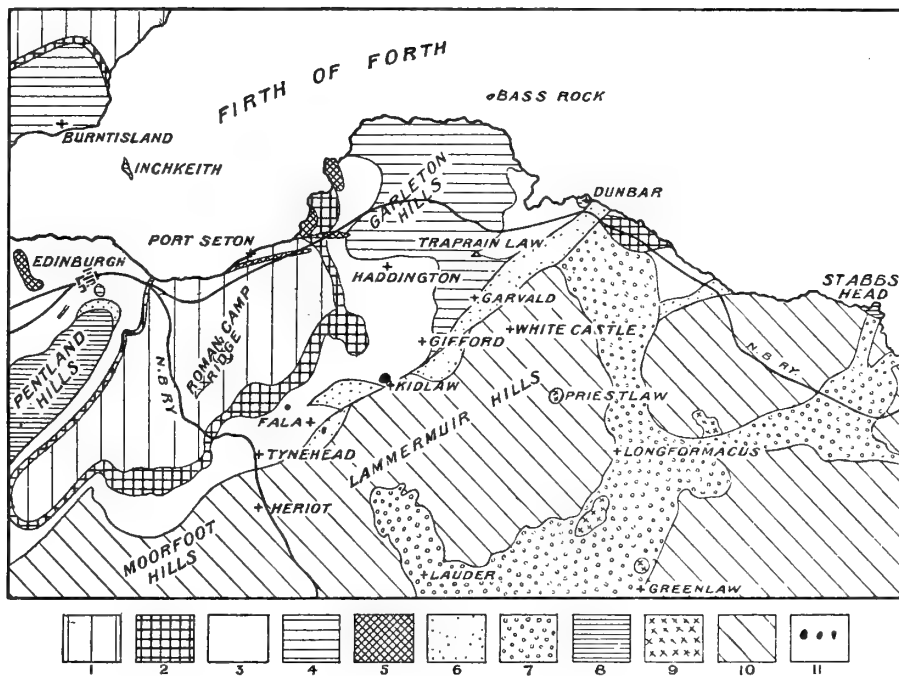 FIRTH OF FORTH
BASS ROCK
BURNTISLAND
INCHKEITH
GARLETON
HILLS
DUNBAR
PORT SETON
EDINBURGH
TRAPRAIN LAW
HADDINGTON
STABBS
HEAD
GARVALD
WHITE CASTLE
GIFFORD
PENTLAND
HILLS
N.B RY
ROMAN CAMP
RIDGE
N.B RY.
KIDLAW
PRIESTLAW
FALA
LAMMERMUIR HILLS
TYNEHEAD
LONGFORMACUS
HERIOT
MOORFOOT
HILLS
LAUDER
GREENLAW
1 2 3 4 5 6 7 8 9 10 11